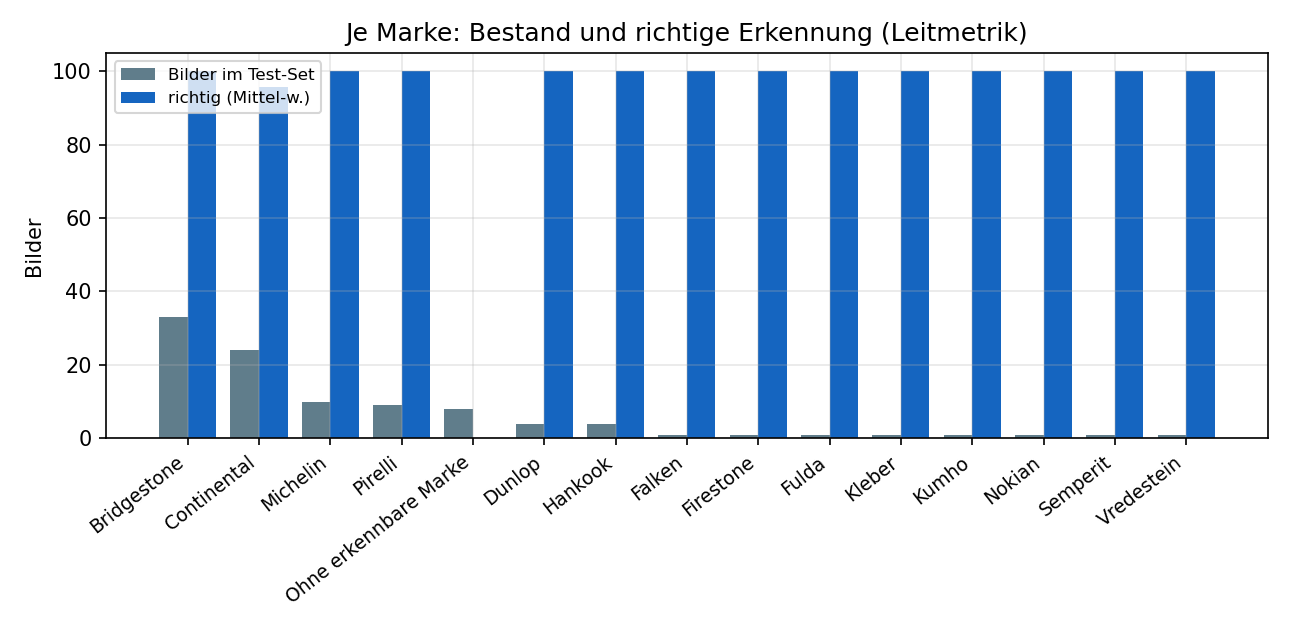 Je Marke: Bestand und richtige Erkennung (Leitmetrik)
Bilder im Test-Set
richtig (Mittel-w.)
Bilder
100
80
60
40
20
0
Bridgestone
Continental
Michelin
Pirelli
Ohne erkennbare Marke
Dunlop
Hankook
Falken
Firestone
Fulda
Kleber
Kumho
Nokian
Semperit
Vredestein